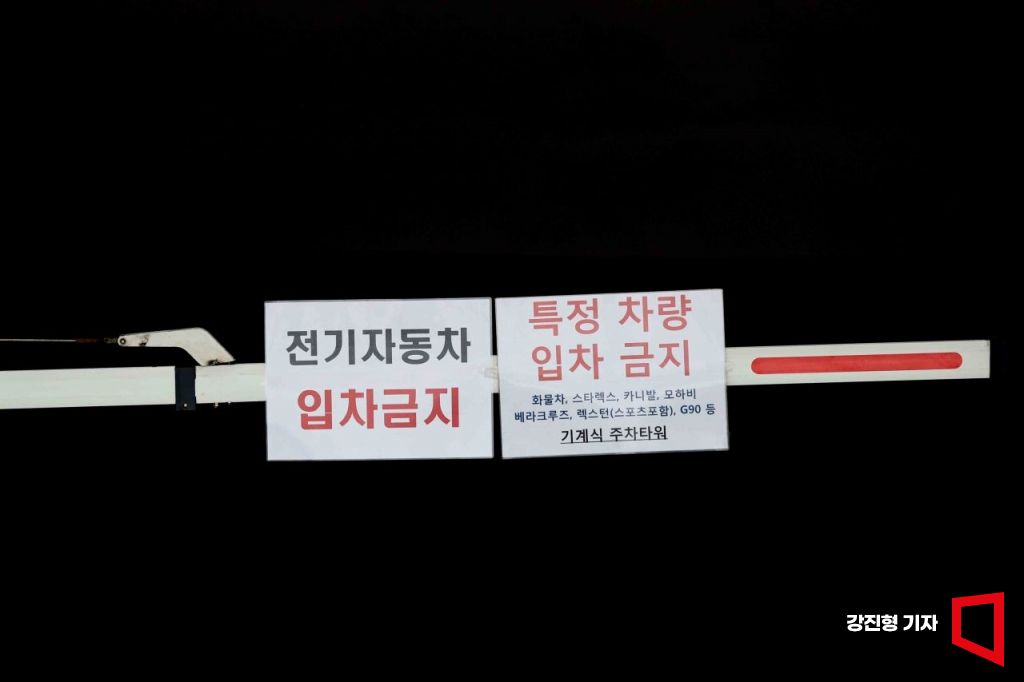 전기자동차
입차금지
특정 차량
입차 금지
화물차, 스타렉스, 카니발, 모하비
베라크루즈, 렉스턴(스포츠포함), G90 등
기계식 주차타워
강진형 기자